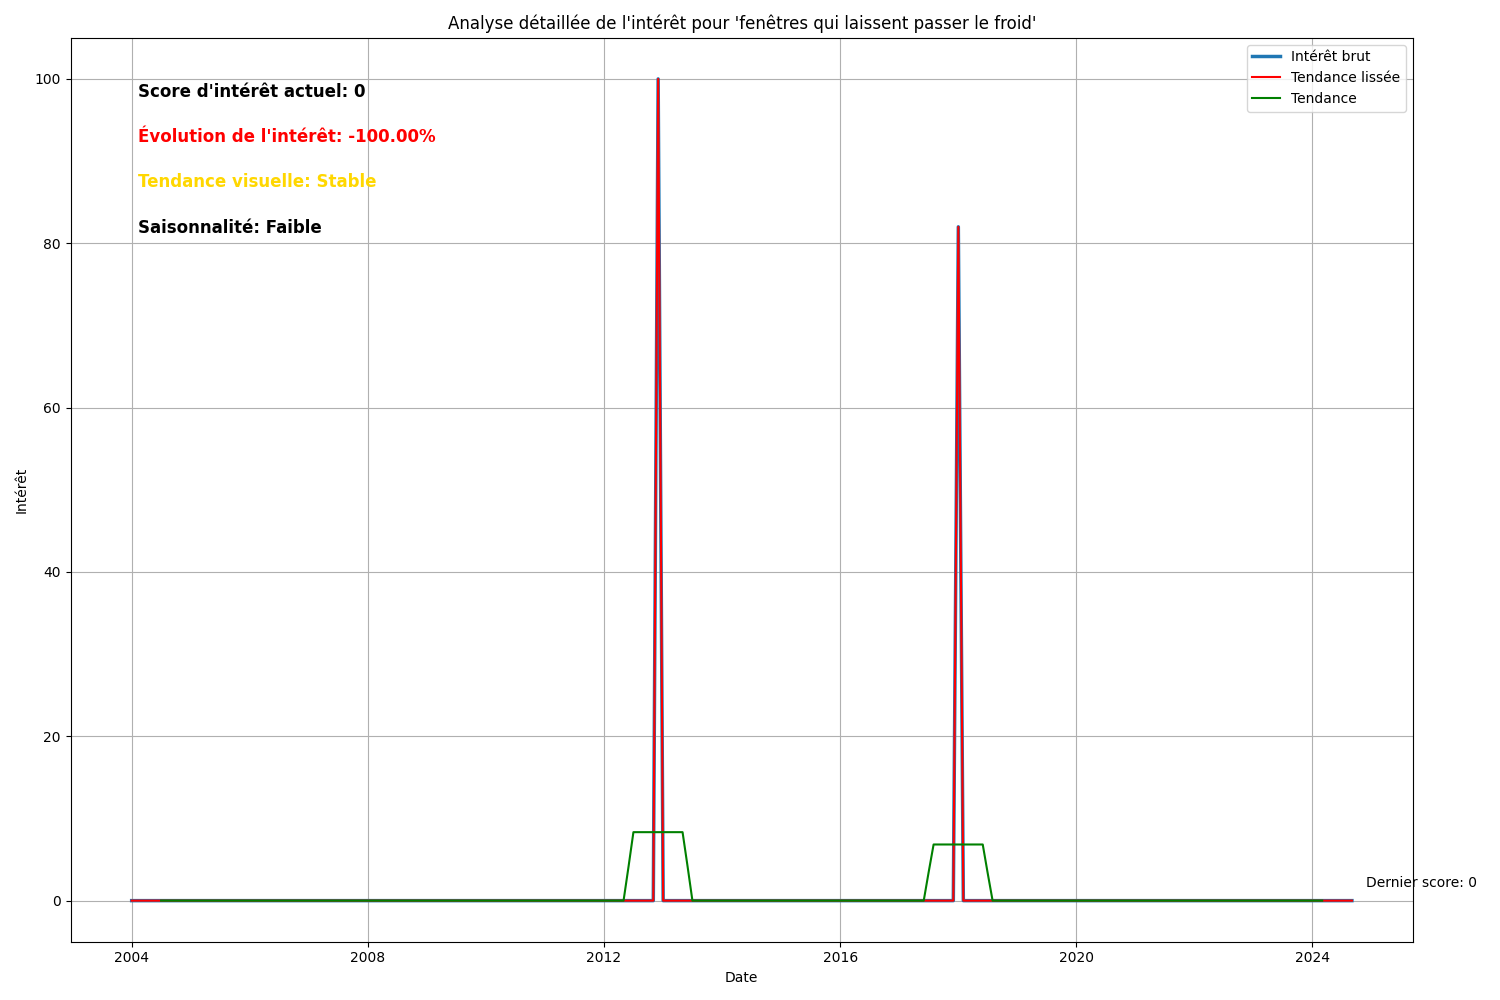 Analyse détaillée de l'intérêt pour 'fenêtres qui laissent passer le froid'
Intérêt brut
Tendance lissée
Tendance
Score d'intérêt actuel: 0
Évolution de l'intérêt: -100.00%
Tendance visuelle: Stable
Saisonnalité: Faible
100
80
60
40
20
0
Intérêt
Dernier score: 0
2004
2008
2012
2016
2020
2024
Date